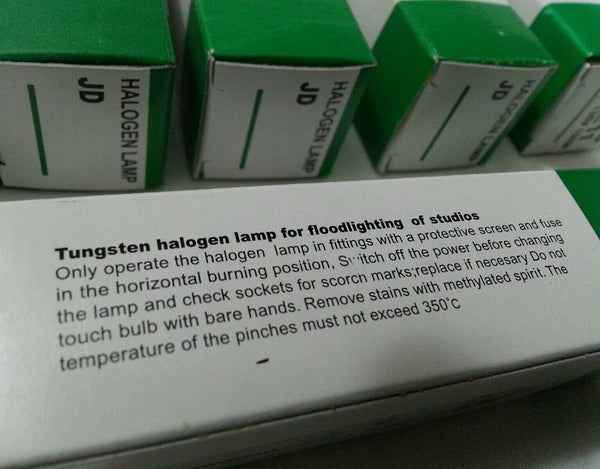 HALOGEN LAMP
JD
HALOGEN LAMP
JD
HALOGEN LAMP
JD
Tungsten halogen lamp for floodlighting of studios
Only operate the halogen lamp in fittings with a protective screen and fuse
in the horizontal burning position, Switch off the power before changing
the lamp and check sockets for scorch marks;replace if necesary Do not
touch bulb with bare hands. Remove stains with methylated spirit. The
temperature of the pinches must not exceed 350°C